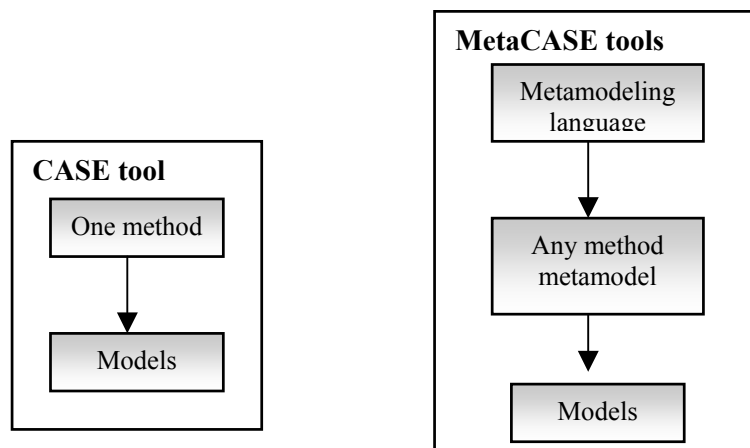 CASE tool
One method
Models
MetaCASE tools
Metamodeling
language
Any method
metamodel
Models